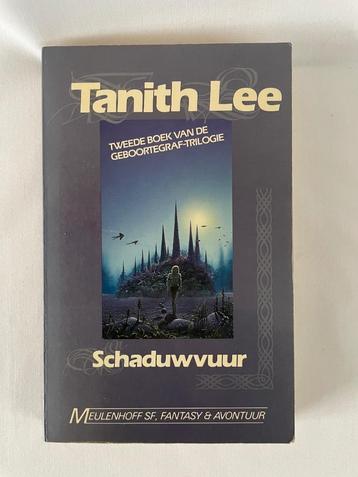 Tanith Lee
TWEEDE BOEK VAN DE
GEBOORTEGRAF-TRILOGIE
Schaduwvuur
MEULENHOFF SF, FANTASY & AVONTUUR